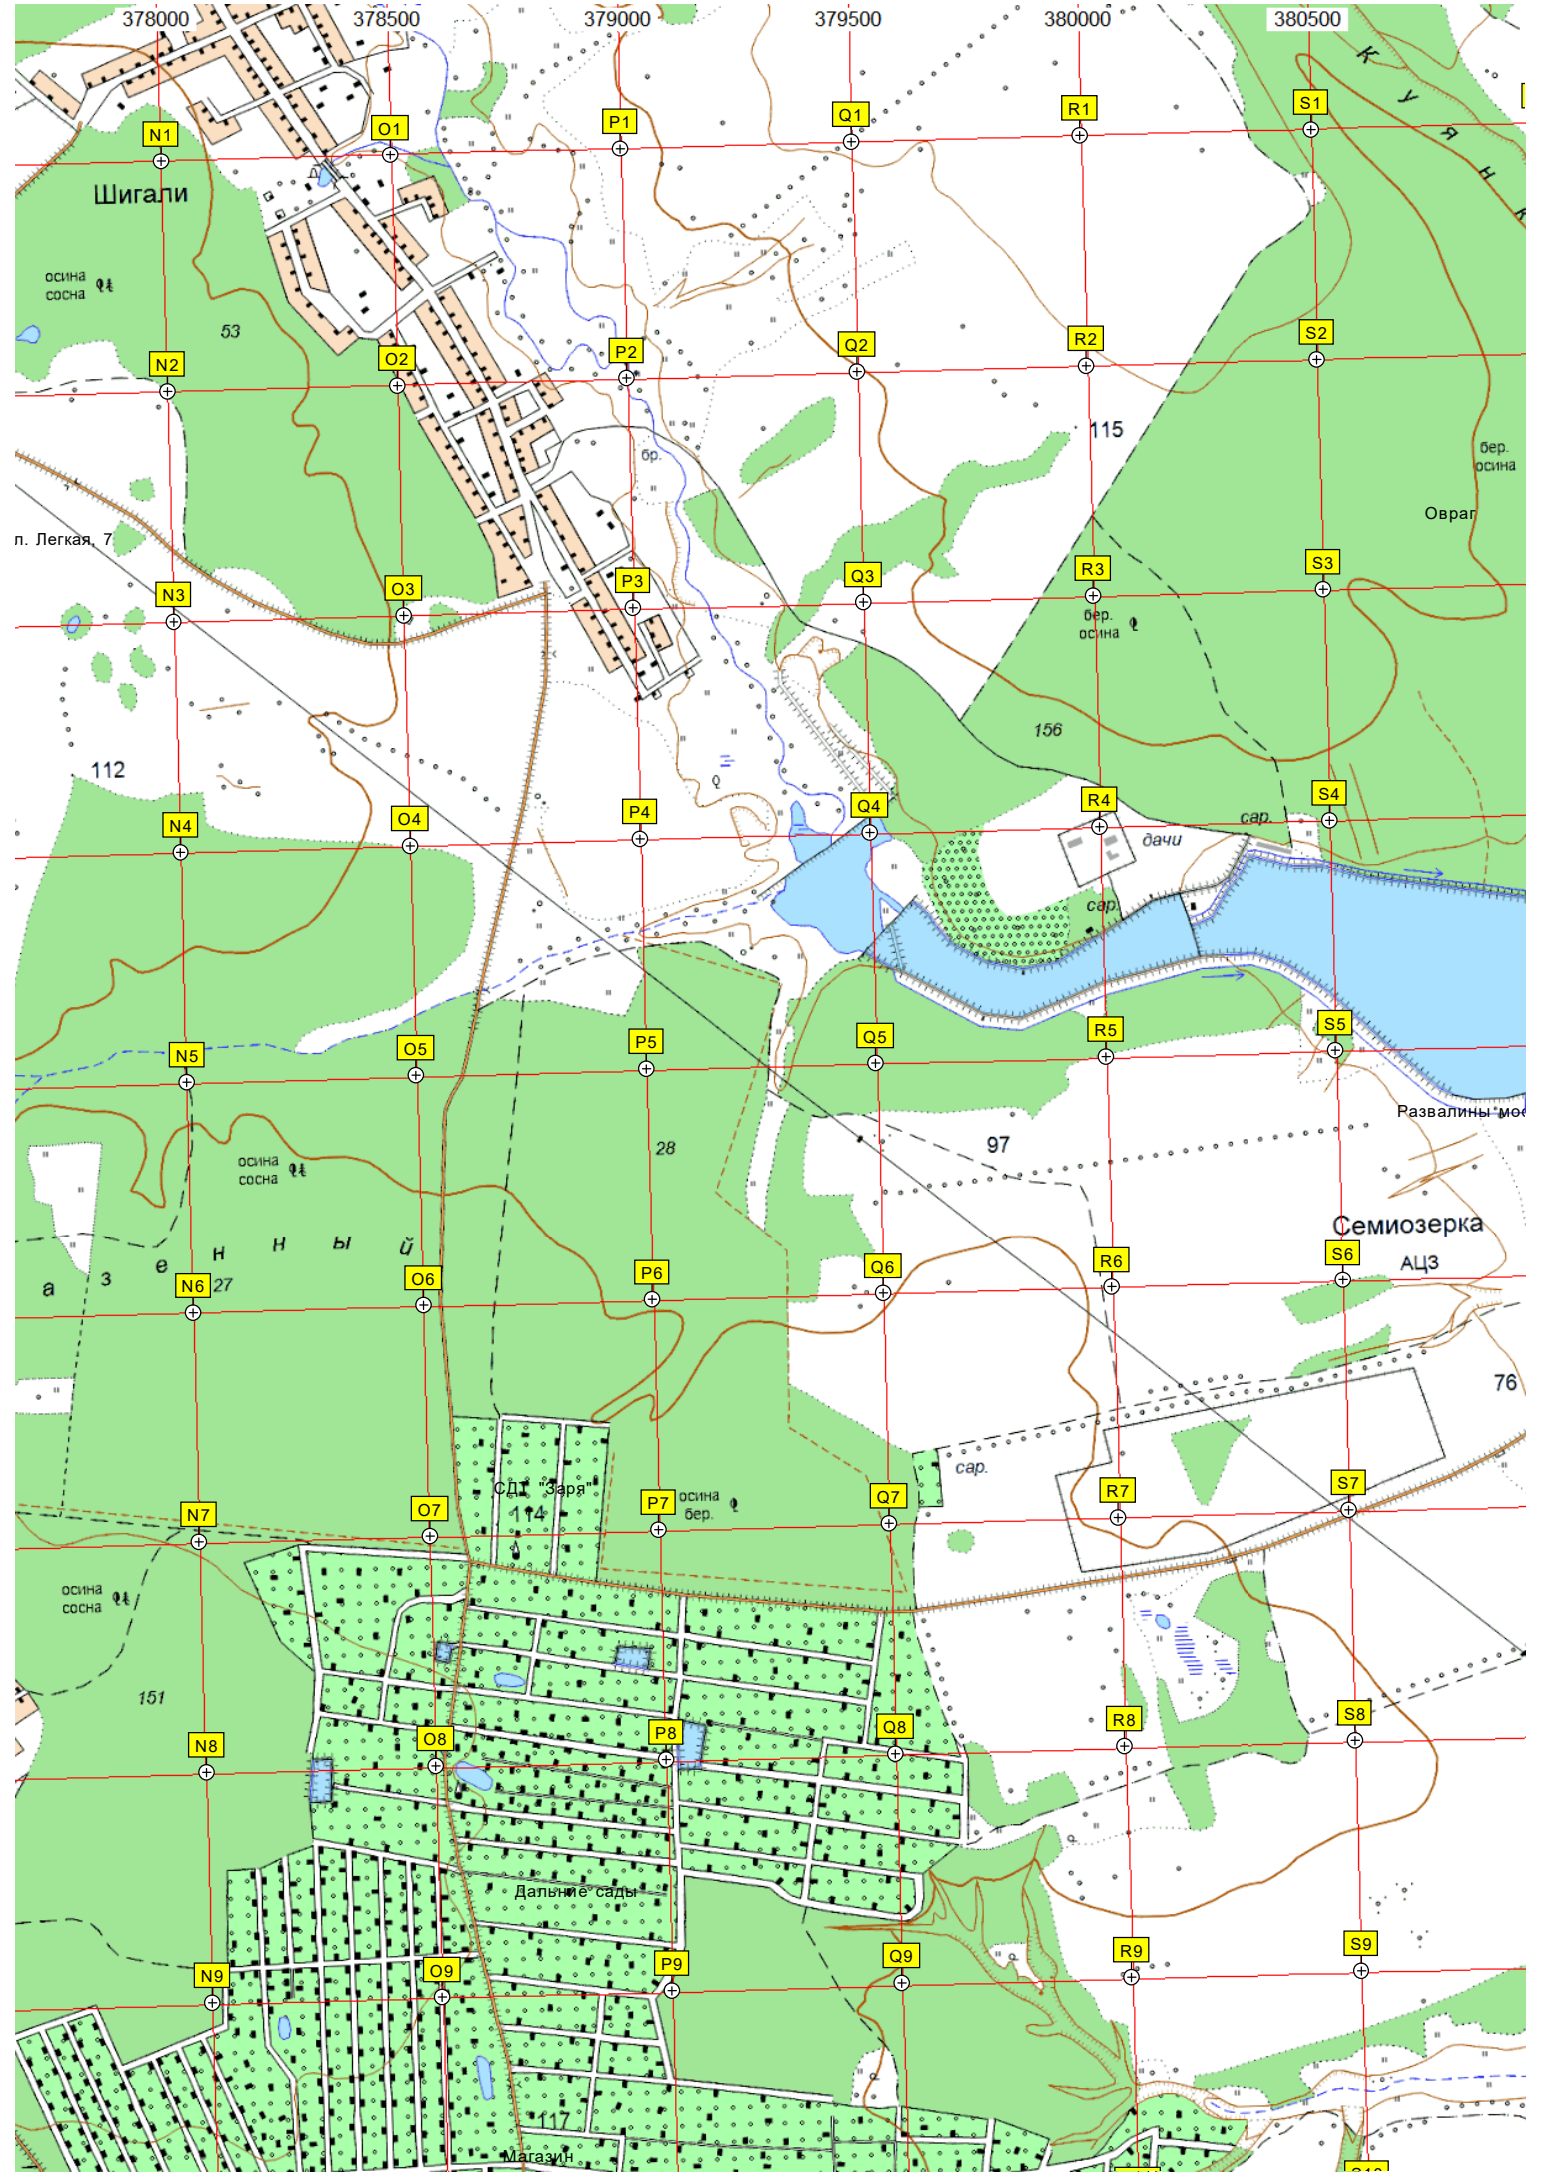 378000 378500 379000 379500 380000 380500
К у я н к
N1 O1 P1 Q1 R1 S1
Шигали
осина
сосна
53
N2 O2 P2 Q2 R2 S2
115
бр.
бер.
осина
Овраг
п. Легкая, 7
N3 O3 P3 Q3 R3 S3
бер.
осина
156
112
N4 O4 P4 Q4 R4 S4
сар.
дачи
сар.
N5 O5 P5 Q5 R5 S5
Развалины мос
97
28
осина
сосна
Семиозерка
АЦЗ
а з е н н ы й
N6 O6 P6 Q6 R6 S6
27
76
сар.
СДТ "Заря"
114
осина
бер.
N7 O7 P7 Q7 R7 S7
осина
сосна
151
N8 O8 P8 Q8 R8 S8
Дальние сады
N9 O9 P9 Q9 R9 S9
117
Магазин